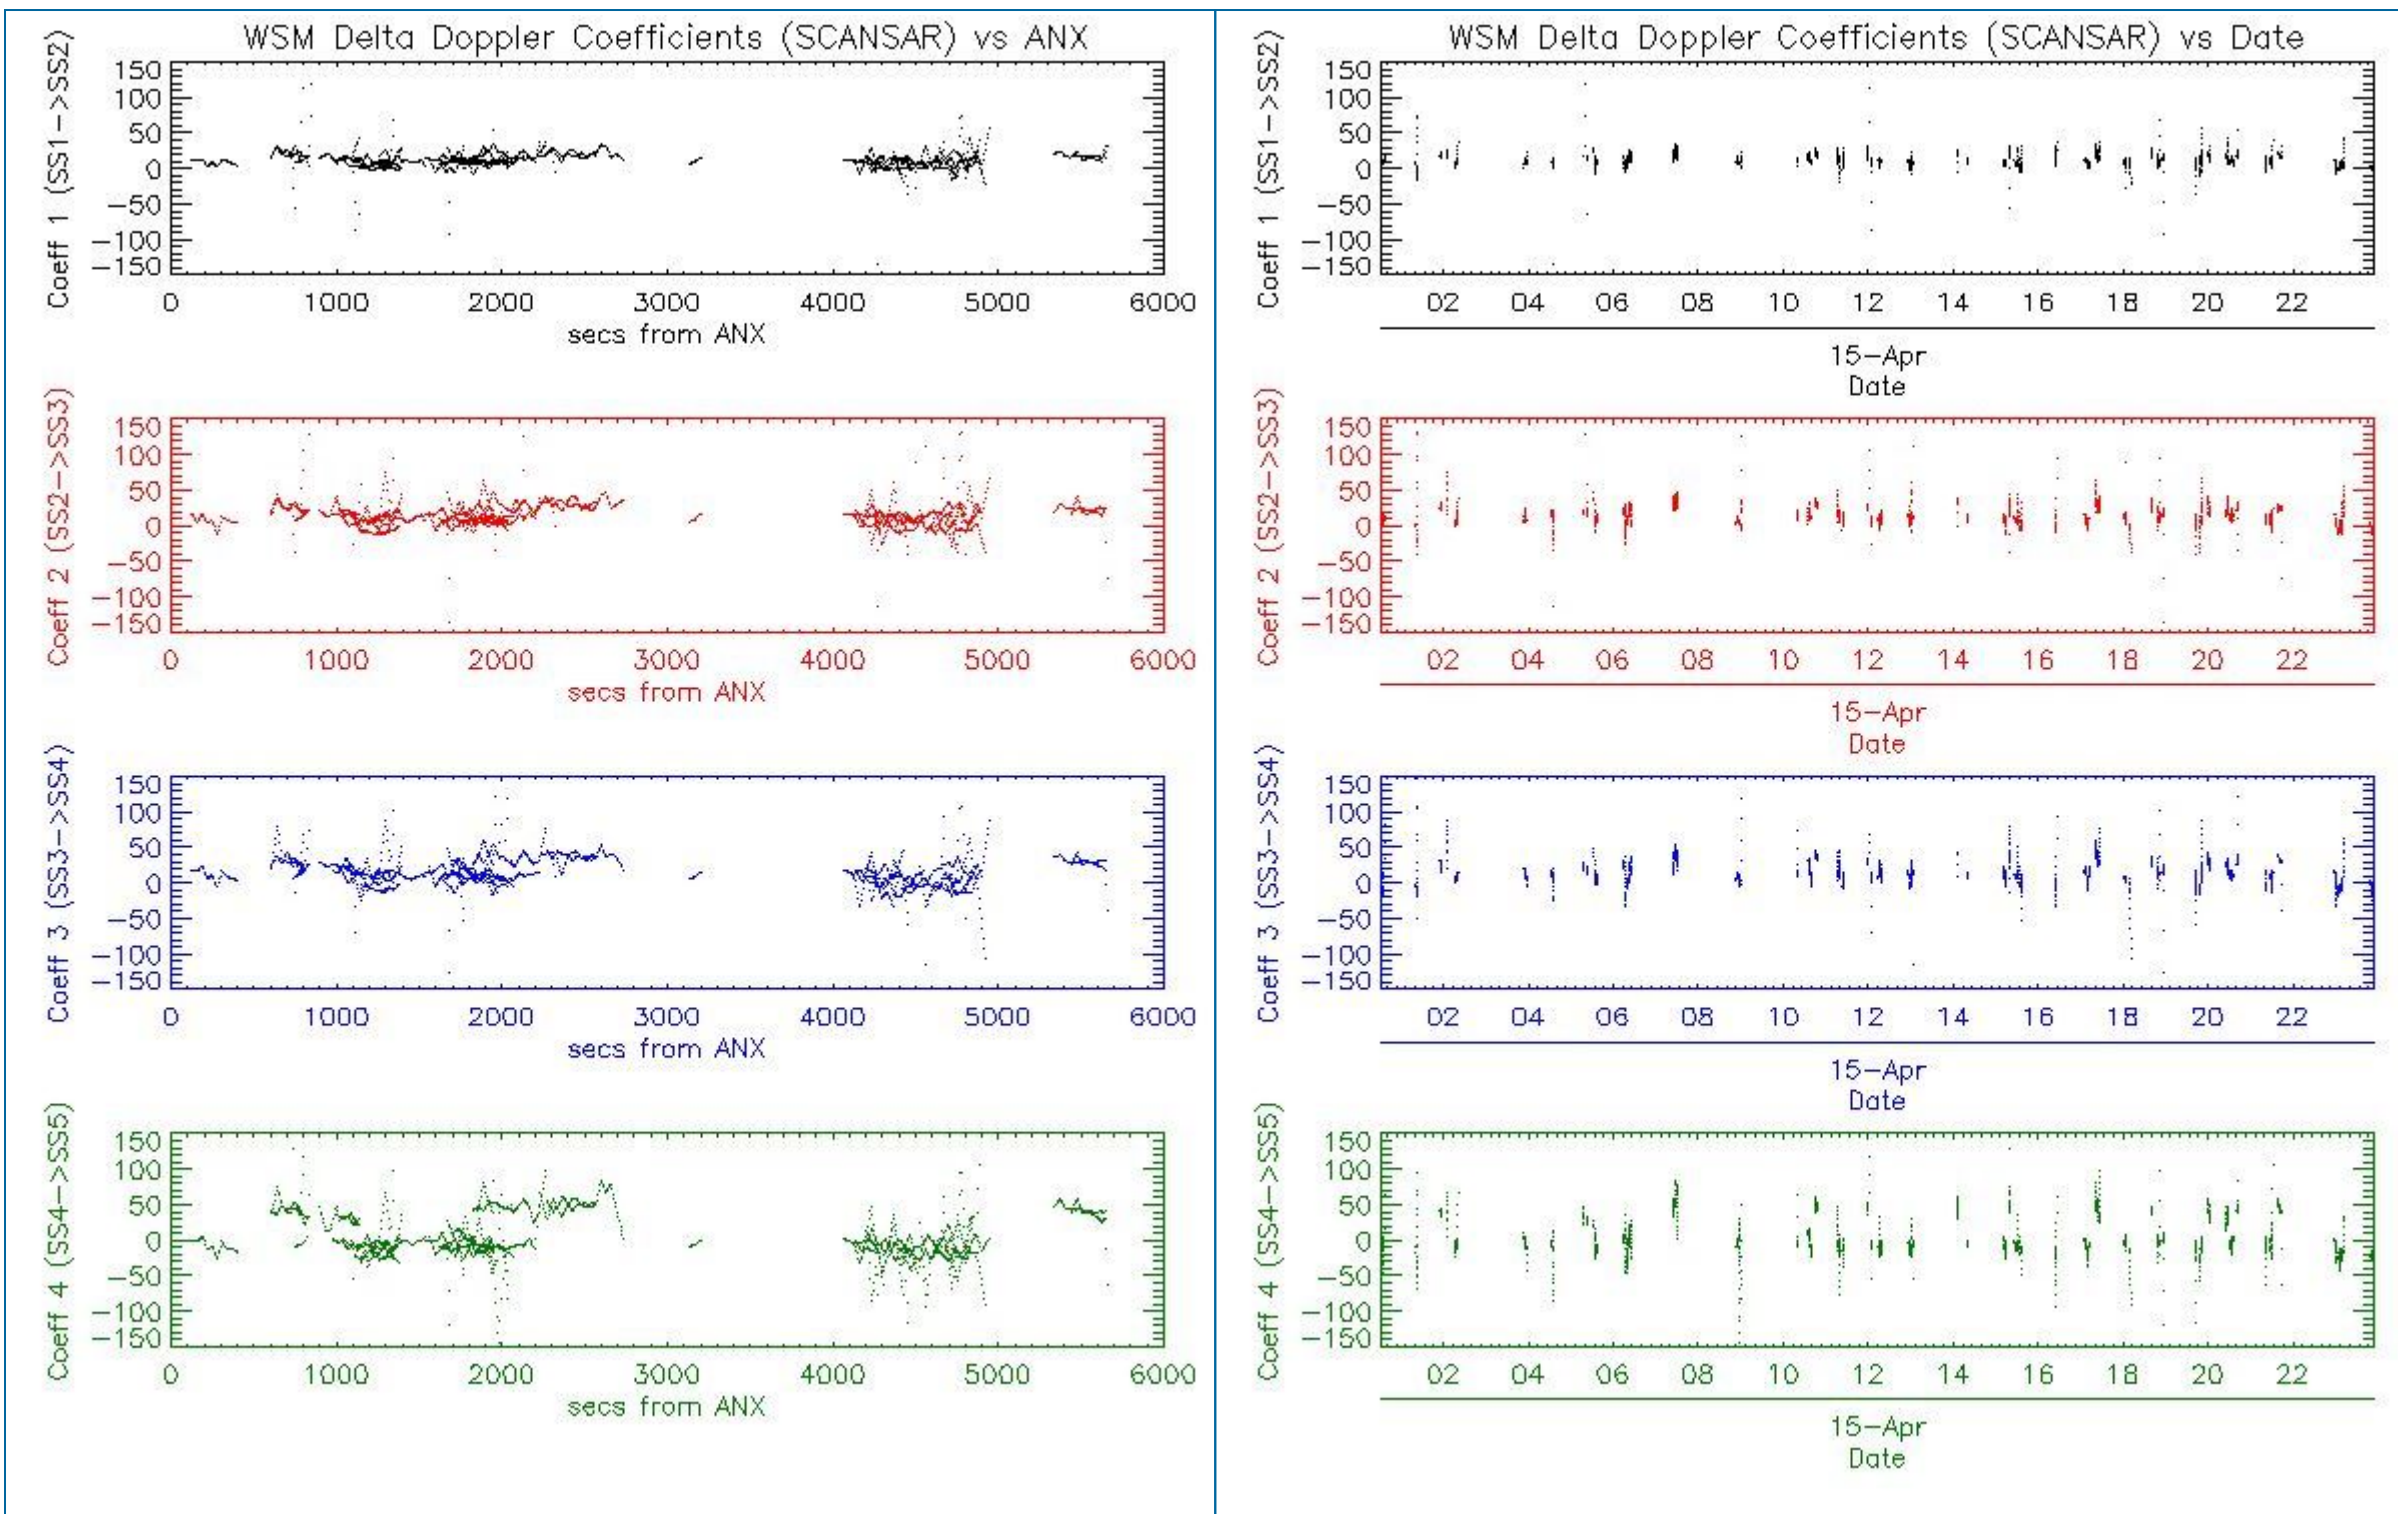 WSM Delta Doppler Coefficients (SCANSAR) vs ANX
Coeff 1 (SS1->SS2)
150
100
50
0
-50
-100
-150
0 1000 2000 3000 4000 5000 6000
secs from ANX
Coeff 2 (SS2->SS3)
150
100
50
0
-50
-100
-150
0 1000 2000 3000 4000 5000 6000
secs from ANX
Coeff 3 (SS3->SS4)
150
100
50
0
-50
-100
-150
0 1000 2000 3000 4000 5000 6000
secs from ANX
Coeff 4 (SS4->SS5)
150
100
50
0
-50
-100
-150
0 1000 2000 3000 4000 5000 6000
secs from ANX
WSM Delta Doppler Coefficients (SCANSAR) vs Date
Coeff 1 (SS1->SS2)
150
100
50
0
-50
-100
-150
02 04 06 08 10 12 14 16 18 20 22
15-Apr
Date
Coeff 2 (SS2->SS3)
150
100
50
0
-50
-100
-150
02 04 06 08 10 12 14 16 18 20 22
15-Apr
Date
Coeff 3 (SS3->SS4)
150
100
50
0
-50
-100
-150
02 04 06 08 10 12 14 16 18 20 22
15-Apr
Date
Coeff 4 (SS4->SS5)
150
100
50
0
-50
-100
-150
02 04 06 08 10 12 14 16 18 20 22
15-Apr
Date